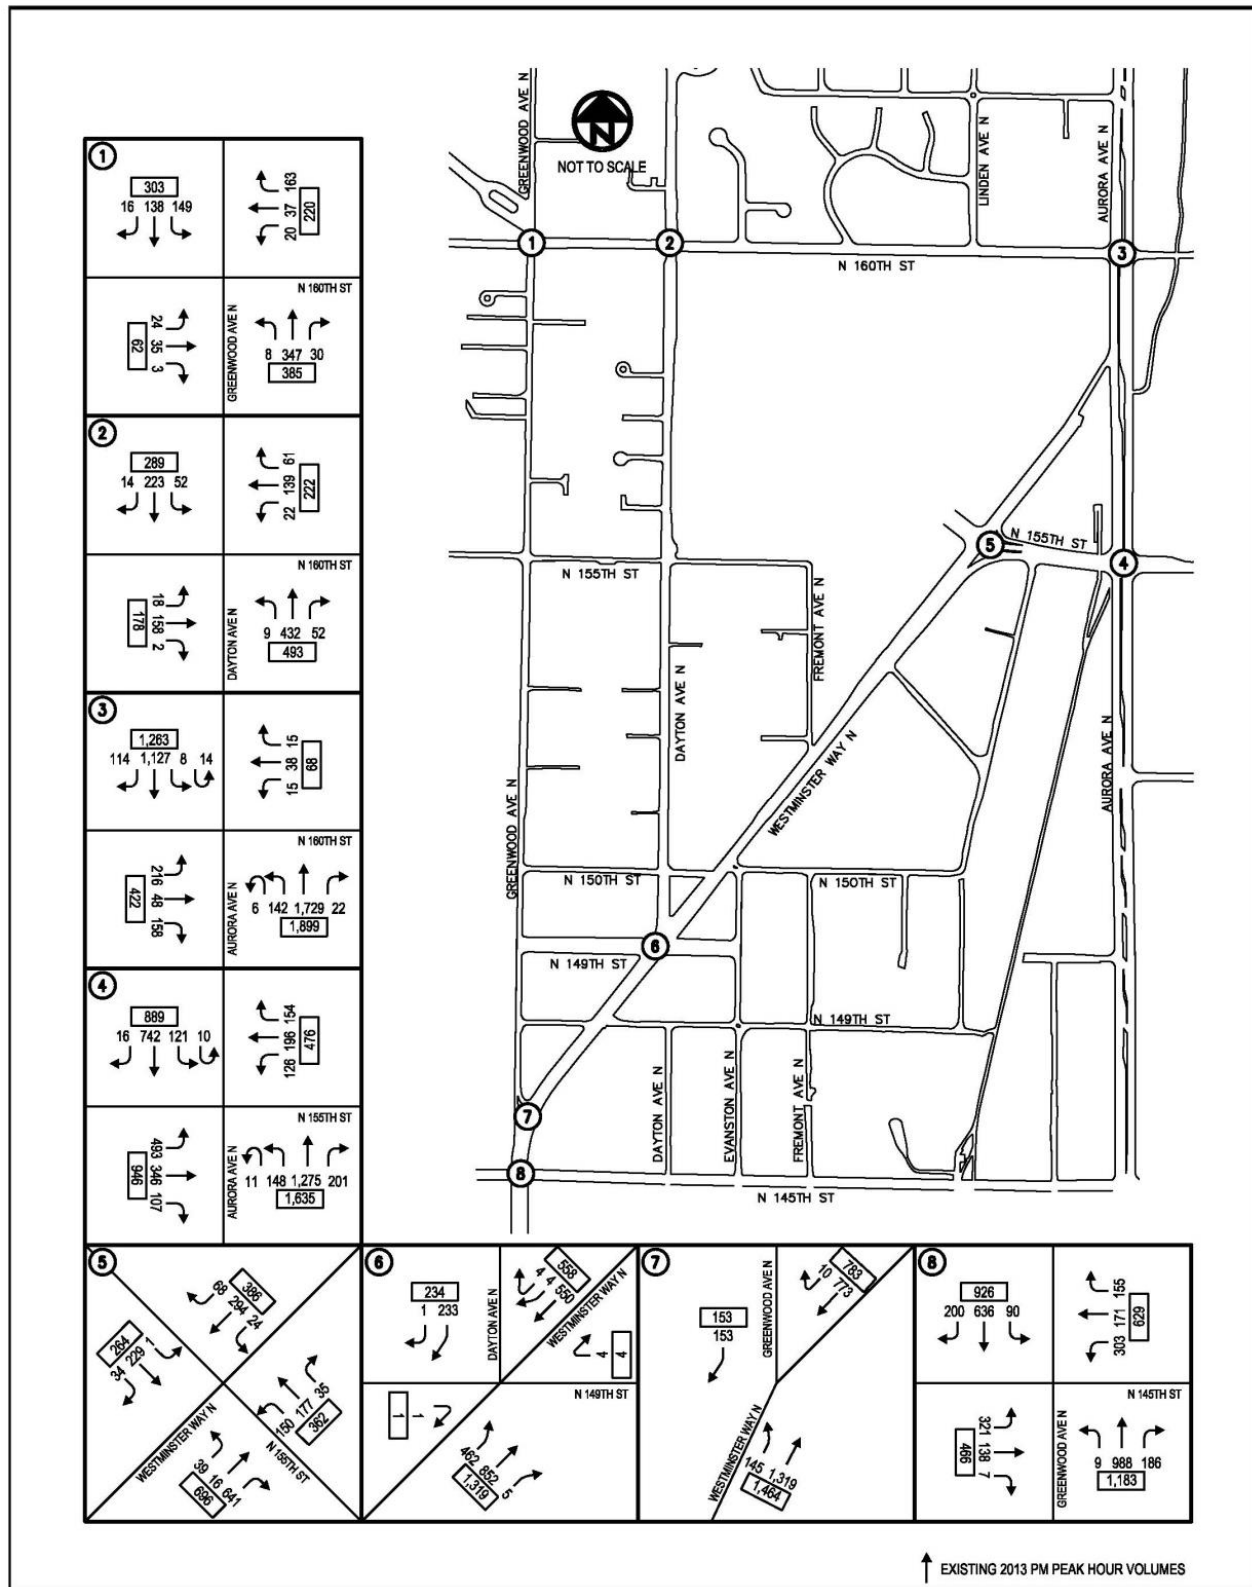 NOT TO SCALE
GREENWOOD AVE N
LINDEN AVE N
AURORA AVE N
1
2
3
N 160TH ST
5
N 155TH ST
4
N 155TH ST
FREMONT AVE N
DAYTON AVE N
WESTMINSTER WAY N
AURORA AVE N
GREENWOOD AVE N
N 150TH ST
N 150TH ST
6
N 149TH ST
N 149TH ST
DAYTON AVE N
EVANSTON AVE N
FREMONT AVE N
7
8
N 145TH ST
1
303
16 138 149
163
37
20
220
24
35
3
62
N 160TH ST
GREENWOOD AVE N
8 347 30
385
2
289
14 223 52
61
139
22
222
18
158
2
178
N 160TH ST
DAYTON AVE N
9 432 52
493
3
1,263
114 1,127 8 14
15
38
15
68
216
48
158
422
N 160TH ST
AURORA AVE N
6 142 1,729 22
1,899
4
889
16 742 121 10
154
196
126
476
493
346
107
946
N 155TH ST
AURORA AVE N
11 148 1,275 201
1,635
5
386
68 294 24
264
34 229 1
150 177 35
362
WESTMINSTER WAY N
N 155TH ST
39 16 641
696
6
234
1 233
DAYTON AVE N
558
4 4 550
WESTMINSTER WAY N
4
4
N 149TH ST
1
1
462 852 5
1,319
7
153
153
GREENWOOD AVE N
783
10 773
WESTMINSTER WAY N
145 1,319
1,464
8
926
200 636 90
155
171
303
629
321
138
7
466
N 145TH ST
GREENWOOD AVE N
9 988 186
1,183
EXISTING 2013 PM PEAK HOUR VOLUMES